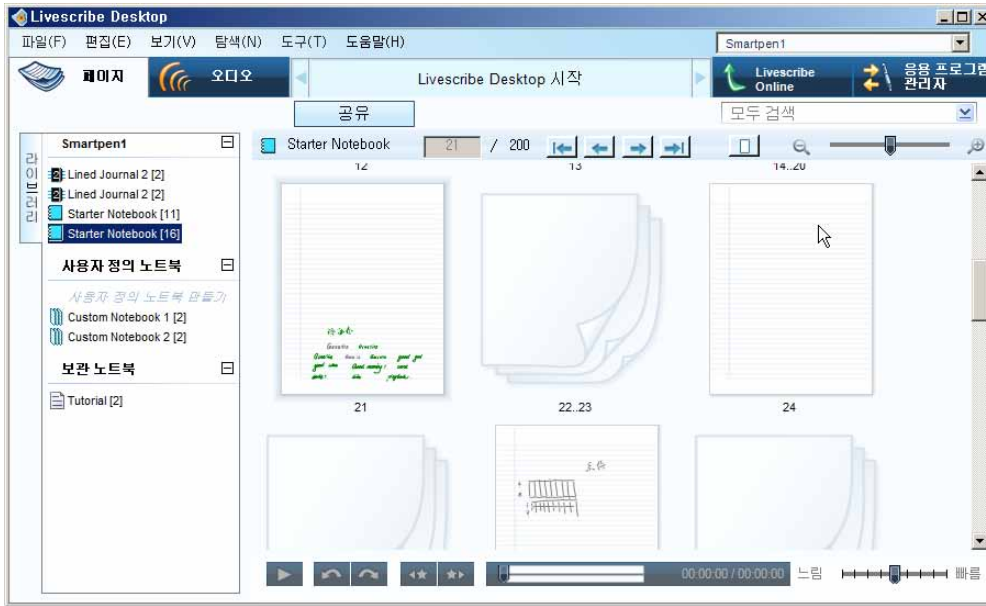 Livescribe Desktop
파일(F) 편집(E) 보기(V) 탐색(N) 도구(T) 도움말(H)
Smartpen1
페이지
오디오
Livescribe Desktop 시작
Livescribe
Online
응용 프로그램
관리자
공유
모두 검색
라이브러리
Smartpen1
Lined Journal 2 [2]
Lined Journal 2 [2]
Starter Notebook [11]
Starter Notebook [16]
사용자 정의 노트북
사용자 정의 노트북 만들기
Custom Notebook 1 [2]
Custom Notebook 2 [2]
보관 노트북
Tutorial [2]
Starter Notebook 21 / 200
12 13 14..20
21 22..23 24
00:00:00 / 00:00:00 느림 빠름